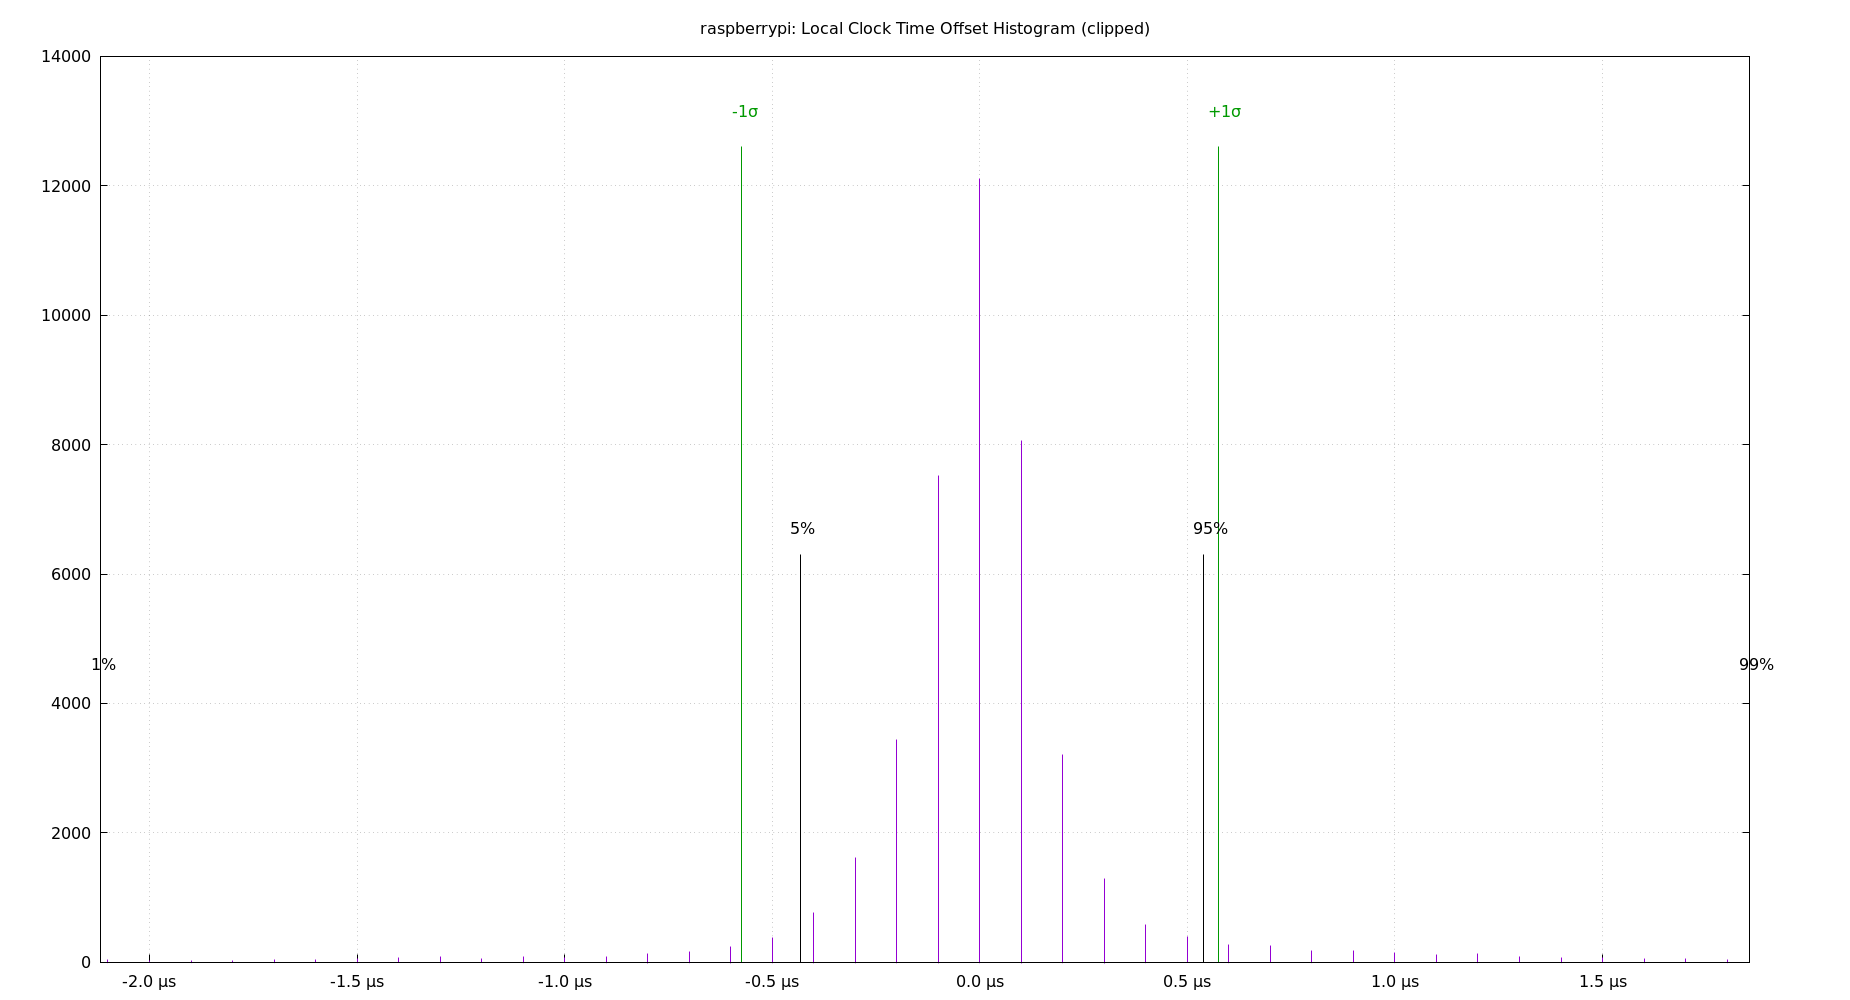 raspberrypi: Local Clock Time Offset Histogram (clipped)
14000
-1σ
+1σ
12000
10000
8000
5%
95%
6000
1%
99%
4000
2000
0
-2.0 µs
-1.5 µs
-1.0 µs
-0.5 µs
0.0 µs
0.5 µs
1.0 µs
1.5 µs